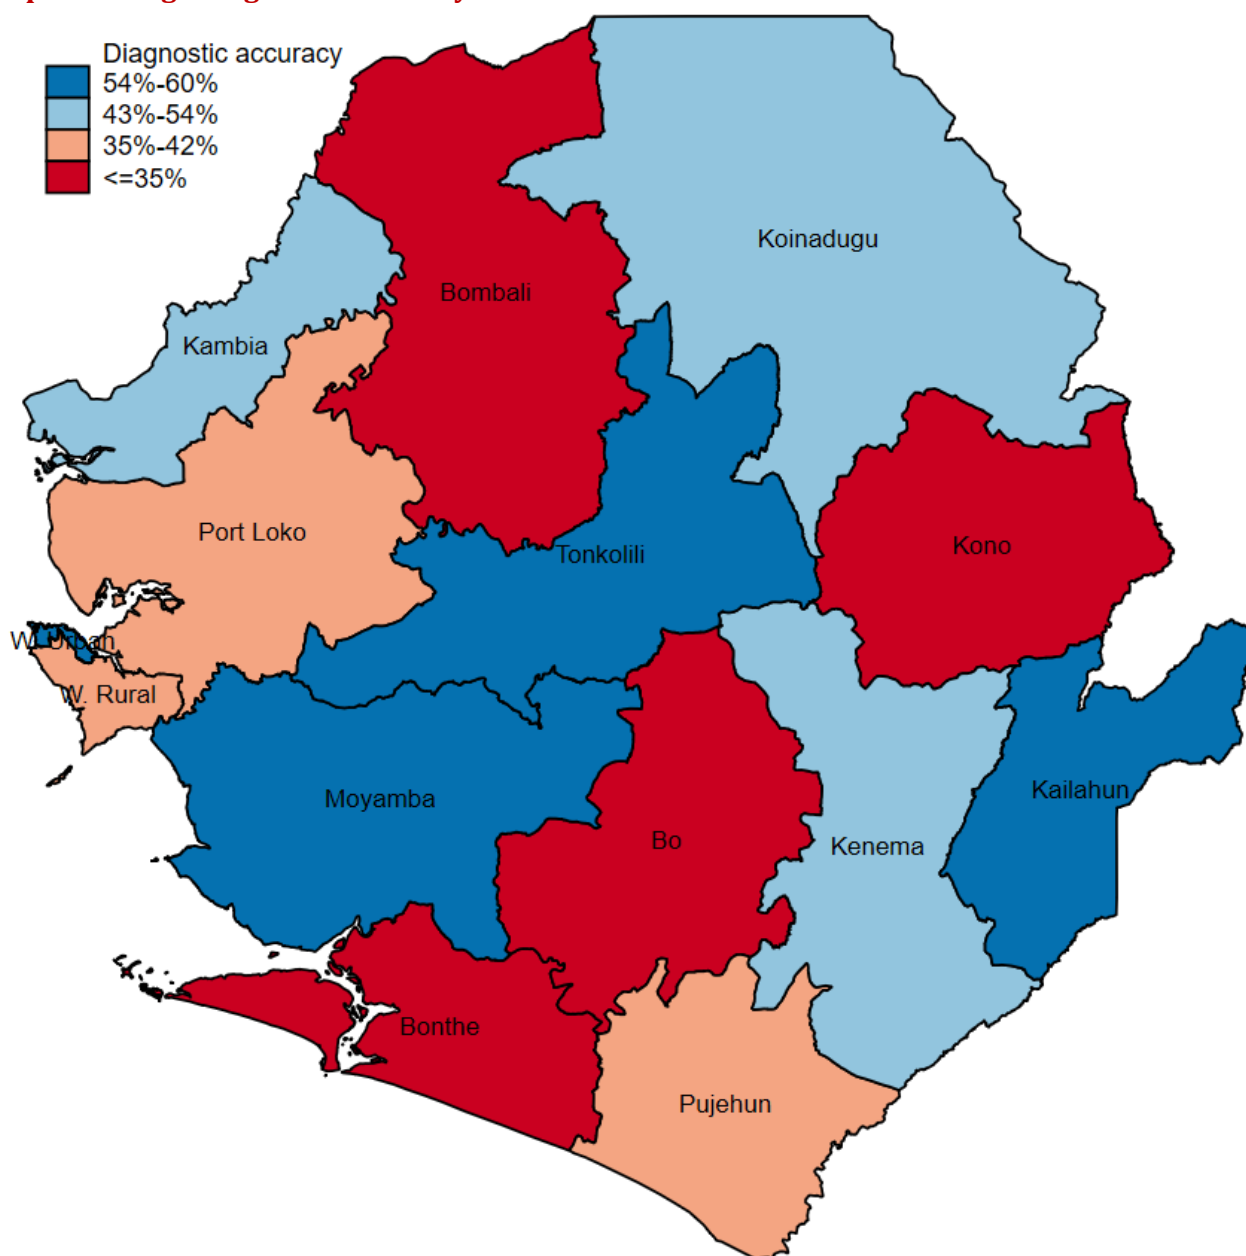 Diagnostic accuracy
54%-60%
43%-54%
35%-42%
<=35%
Koinadugu
Bombali
Kambia
Port Loko
Tonkolili
Kono
W. Urban
W. Rural
Moyamba
Kailahun
Bo
Kenema
Bonthe
Pujehun